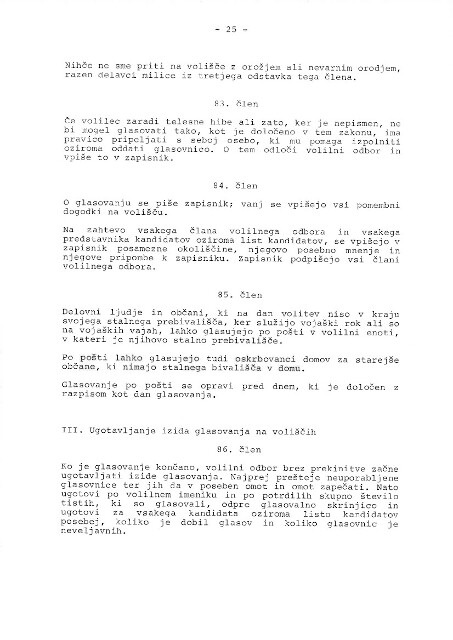 - 25 -
Nihče ne sme priti na volišče z orožjem ali nevarnim orodjem,
razen delavci milice iz tretjega odstavka tega člena.
83. člen
Če volilec zaradi telesne hibe ali zato, ker je nepismen, ne
bi mogel glasovati tako, kot je določeno v tem zakonu, ima
pravico pripeljati s seboj osebo, ki mu pomaga izpolniti
oziroma oddati glasovnico. O tem odloči volilni odbor in
vpiše to v zapisnik.
84. člen
O glasovanju se piše zapisnik; vanj se vpišejo vsi pomembni
dogodki na volišču.
Na zahtevo vsakega člana volilnega odbora in vsakega
predstavnika kandidatov oziroma list kandidatov, se vpišejo v
zapisnik posamezne okoliščine, njegovo posebno mnenje in
njegove pripombe k zapisniku. Zapisnik podpišejo vsi člani
volilnega odbora.
85. člen
Delovni ljudje in občani, ki na dan volitev niso v kraju
svojega stalnega prebivališča, ker služijo vojaški rok ali so
na vojaških vajah, lahko glasujejo po pošti v volilni enoti,
v kateri je njihovo stalno prebivališče.
Po pošti lahko glasujejo tudi oskrbovanci domov za starejše
občane, ki nimajo stalnega bivališča v domu.
Glasovanje po pošti se opravi pred dnem, ki je določen z
razpisom kot dan glasovanja.
III. Ugotavljanje izida glasovanja na voliščih
86. člen
Ko je glasovanje končano, volilni odbor brez prekinitve začne
ugotavljati izide glasovanja. Najprej prešteje neuporabljene
glasovnice ter jih da v poseben omot in omot zapečati. Nato
ugotovi po volilnem imeniku in po potrdilih skupno število
tistih, ki so glasovali, odpre glasovalno skrinjico in
ugotovi za vsakega kandidata oziroma listo kandidatov
posebej, koliko je dobil glasov in koliko glasovnic je
neveljavnih.